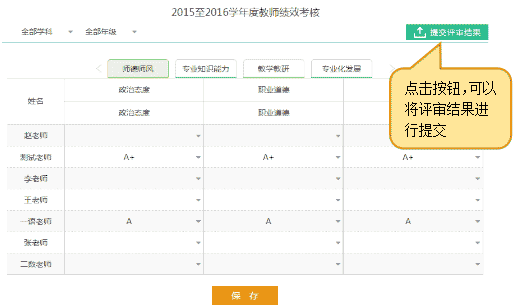 2015至2016学年度教师绩效考核
全部学科 全部年级 提交评审结果
师德师风 专业知识能力 教学教研 专业化发展
点击按钮，可以
将评审结果进
行提交
姓名 政治态度 职业道德
政治态度 职业道德
赵老师
测试老师 A+ A+ A+
李老师
王老师
一课老师 A A A
张老师
二数老师
保 存